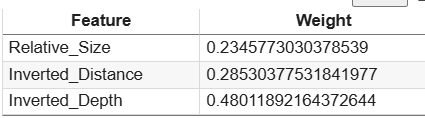 Feature Weight
Relative_Size 0.2345773030378539
Inverted_Distance 0.28530377531841977
Inverted_Depth 0.48011892164372644